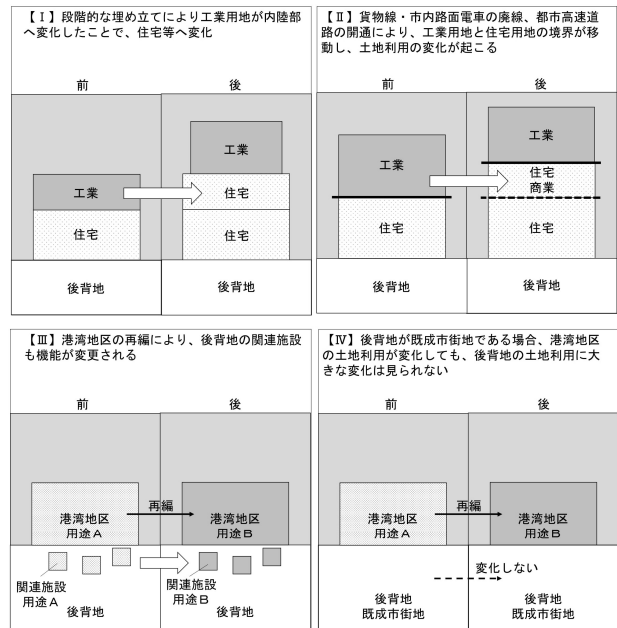 【Ⅰ】段階的な埋め立てにより工業用地が内陸部
へ変化したことで、住宅等へ変化
前
後
工業
工業
住宅
住宅
住宅
後背地
後背地
【Ⅱ】貨物線・市内路面電車の廃線、都市高速道
路の開通により、工業用地と住宅用地の境界が移
動し、土地利用の変化が起こる
前
後
工業
工業
住宅
商業
住宅
住宅
後背地
後背地
【Ⅲ】港湾地区の再編により、後背地の関連施設
も機能が変更される
前
後
再編
港湾地区
用途A
港湾地区
用途B
関連施設
用途A
関連施設
用途B
後背地
後背地
【Ⅳ】後背地が既成市街地である場合、港湾地区
の土地利用が変化しても、後背地の土地利用に大
きな変化は見られない
前
後
再編
港湾地区
用途A
港湾地区
用途B
変化しない
後背地
既成市街地
後背地
既成市街地